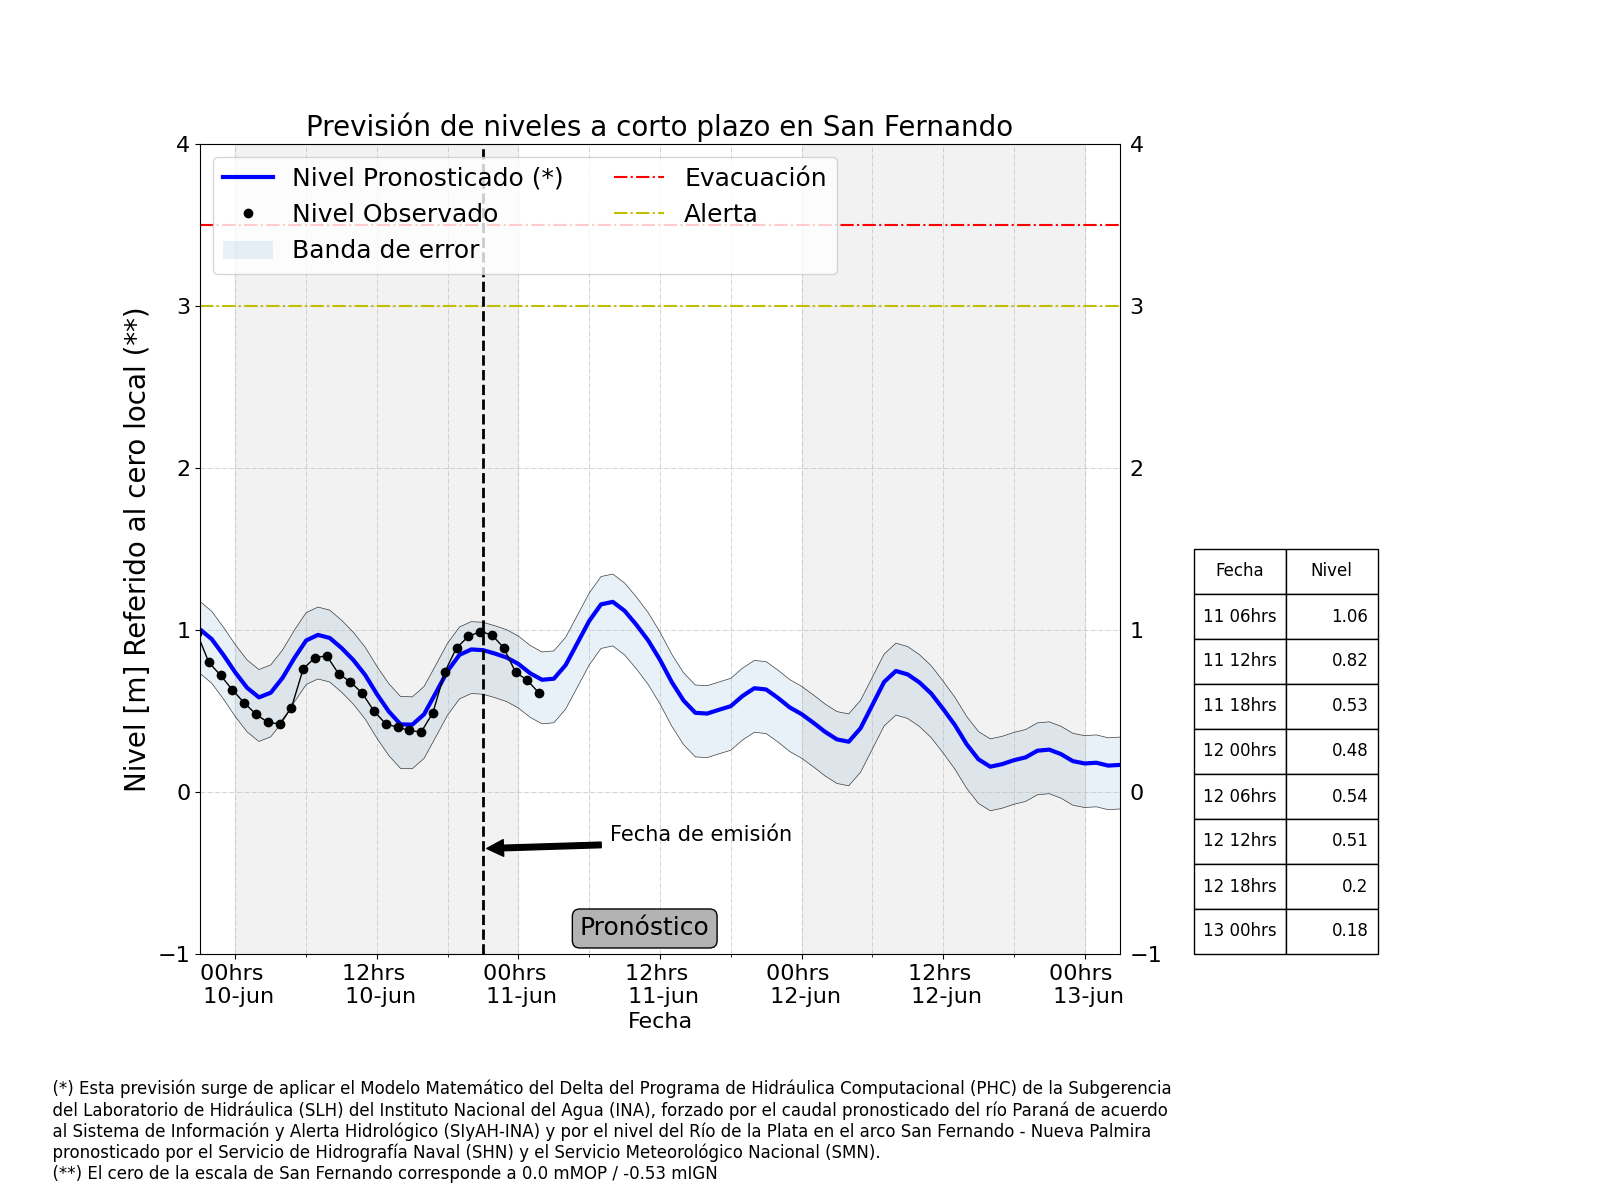 Previsión de niveles a corto plazo en San Fernando
Nivel Pronosticado (*)
Nivel Observado
Banda de error
Evacuación
Alerta
Nivel [m] Referido al cero local (**)
4
3
2
1
0
−1
4
3
2
1
0
−1
Fecha de emisión
Pronóstico
00hrs
10-jun
12hrs
10-jun
00hrs
11-jun
12hrs
11-jun
00hrs
12-jun
12hrs
12-jun
00hrs
13-jun
Fecha
Fecha Nivel
11 06hrs 1.06
11 12hrs 0.82
11 18hrs 0.53
12 00hrs 0.48
12 06hrs 0.54
12 12hrs 0.51
12 18hrs 0.2
13 00hrs 0.18
(*) Esta previsión surge de aplicar el Modelo Matemático del Delta del Programa de Hidráulica Computacional (PHC) de la Subgerencia
del Laboratorio de Hidráulica (SLH) del Instituto Nacional del Agua (INA), forzado por el caudal pronosticado del río Paraná de acuerdo
al Sistema de Información y Alerta Hidrológico (SIyAH-INA) y por el nivel del Río de la Plata en el arco San Fernando - Nueva Palmira
pronosticado por el Servicio de Hidrografía Naval (SHN) y el Servicio Meteorológico Nacional (SMN).
(**) El cero de la escala de San Fernando corresponde a 0.0 mMOP / -0.53 mIGN